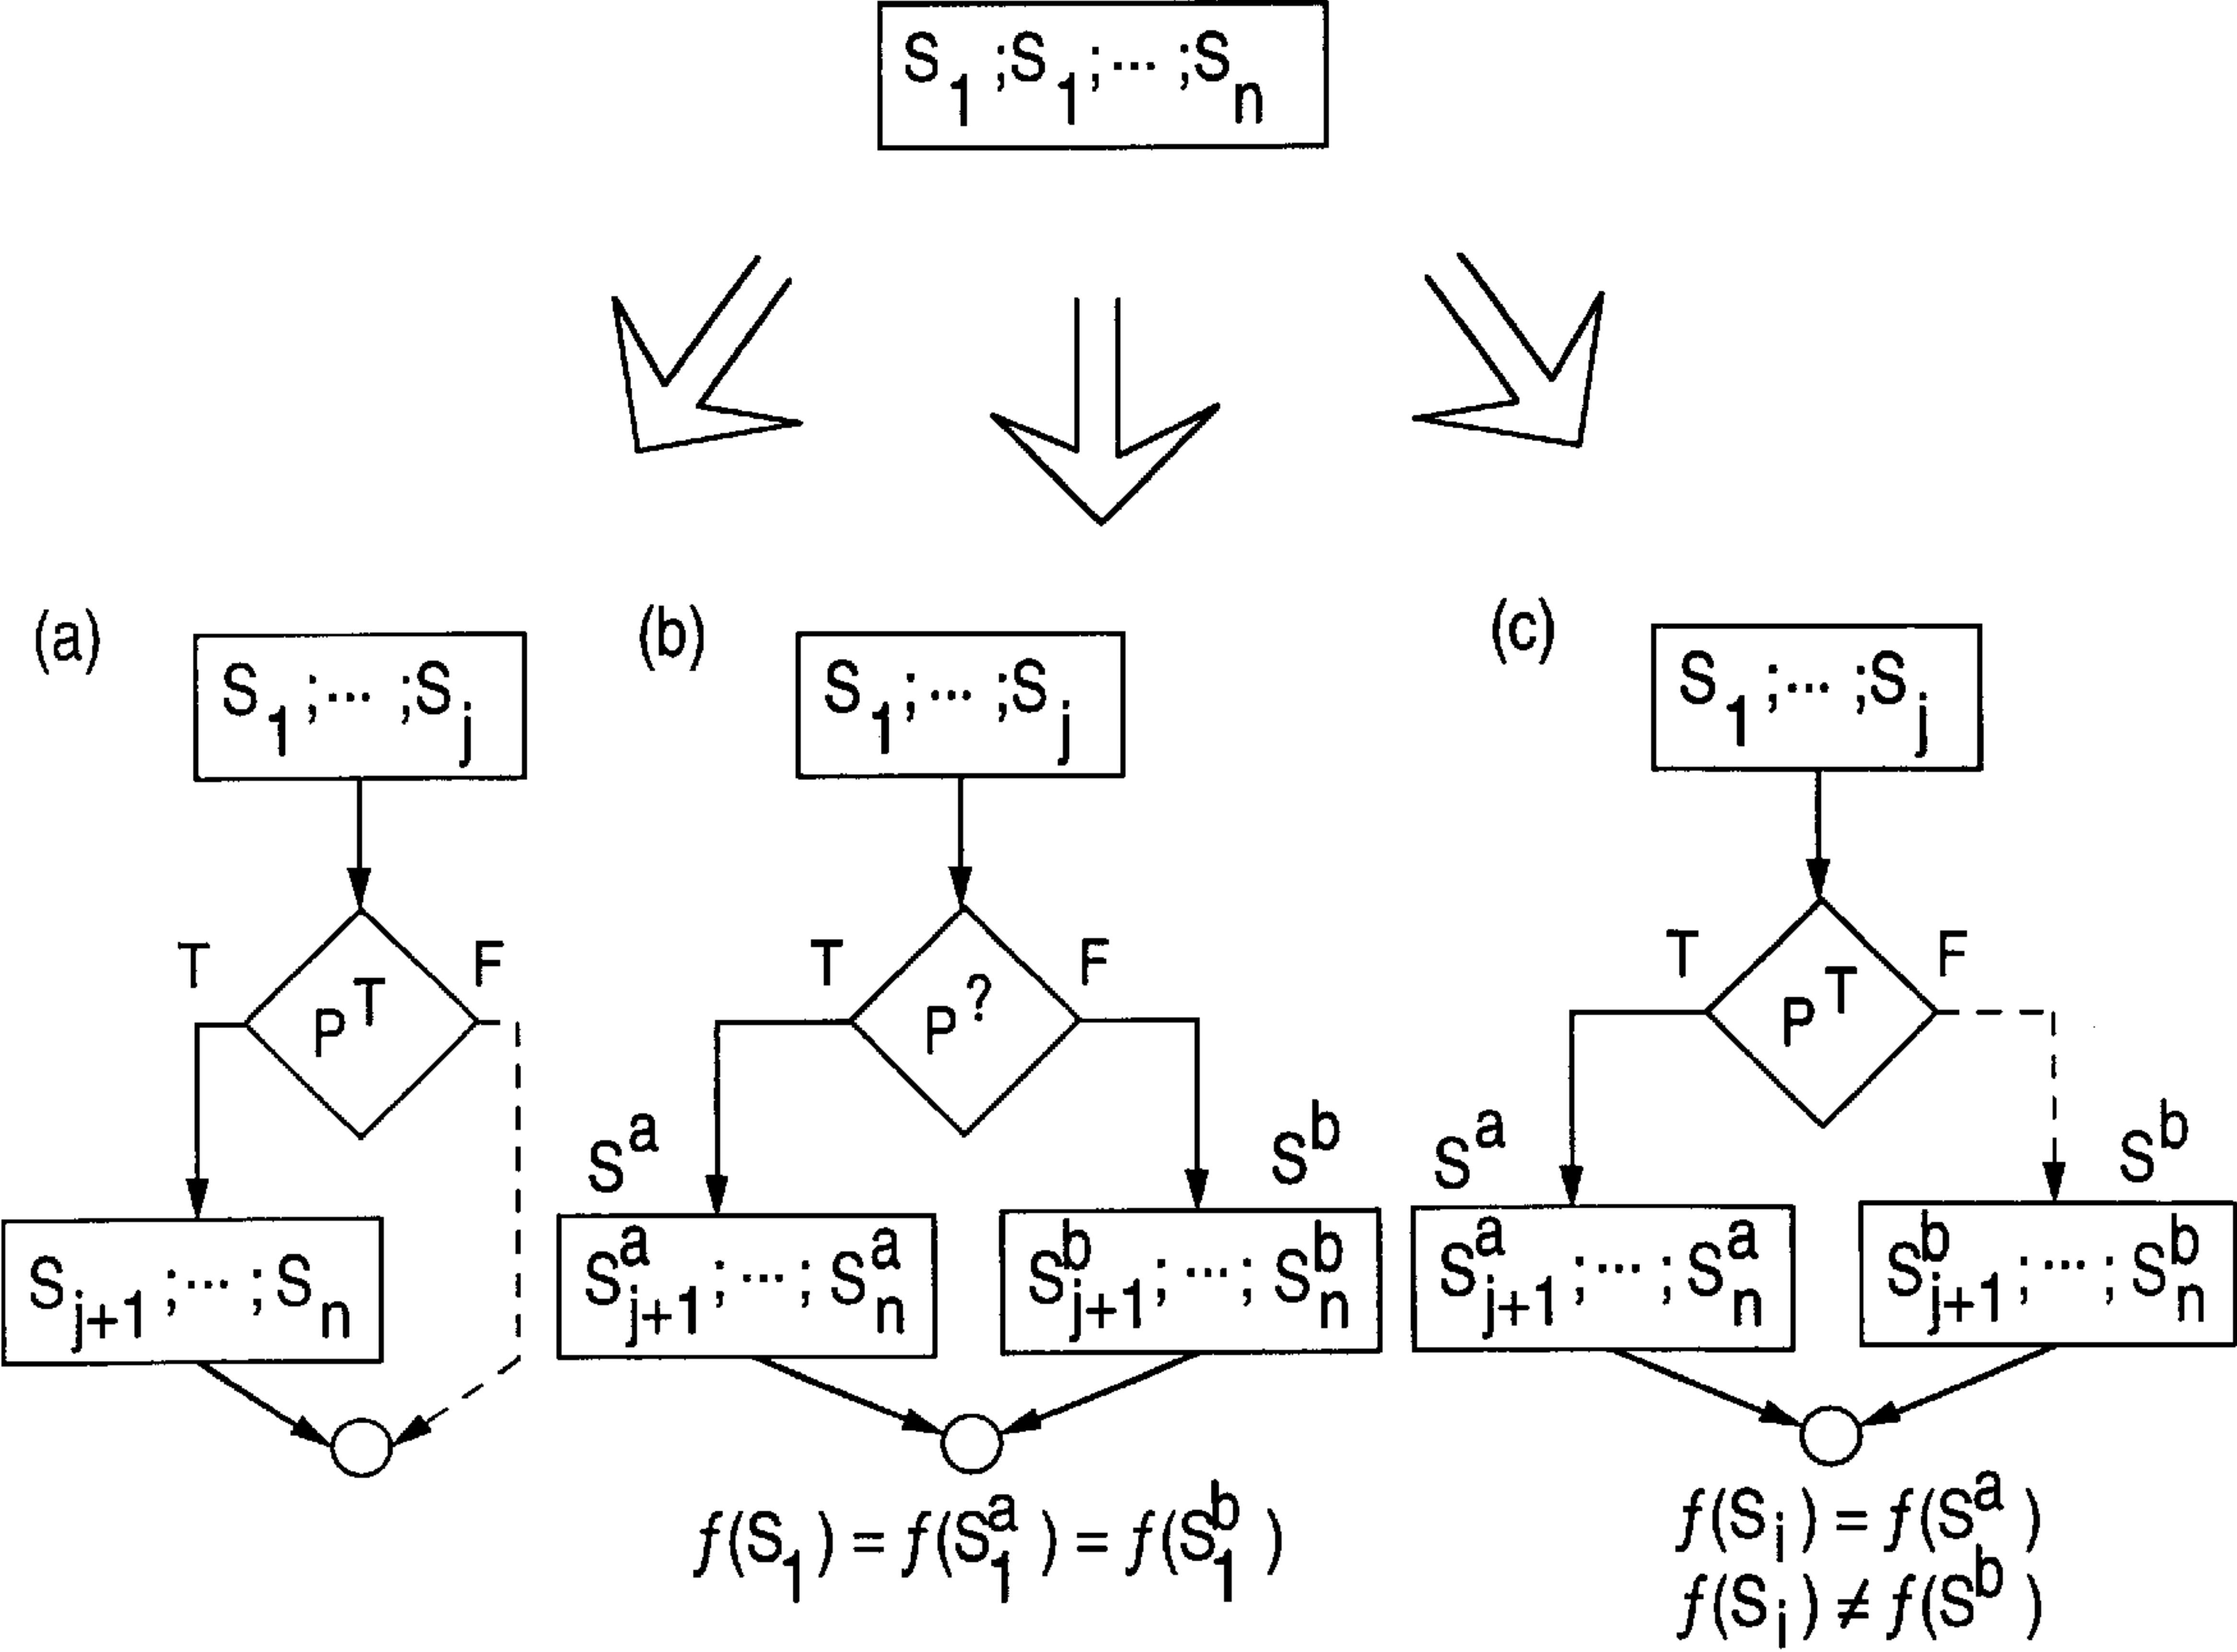 S1 ;S1;... ;Sn
(a)
S1 ;... ;Sj
T
F
P^T
Sj+1 ;... ;Sn
(b)
S1 ;... ;Sj
T
F
P^?
S^a
S^b
S^a_j+1 ;... ; S^a_n
S^b_j+1 ;... ; S^b_n
f(S1) = f(S^a_1) = f(S^b_1)
(c)
S1 ;... ;Sj
T
F
P^T
S^a
S^b
S^a_j+1 ;... ; S^a_n
S^b_j+1 ;... ; S^b_n
f(Si) = f(S^a)
f(Si) ≠ f(S^b)